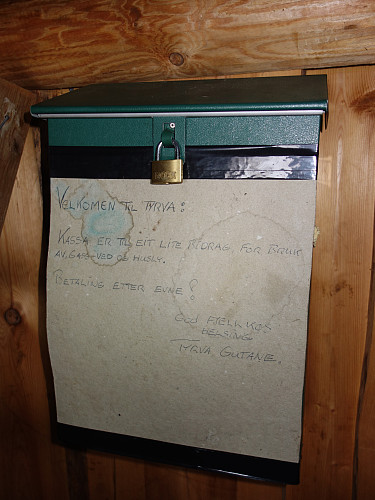 VELKOMEN TIL TYRVA:
KASSA ER TIL EIT LITE BIDRAG FOR BRUK
AV, GASS-VED OG HUSLY.
BETALING ETTER EVNE!
GOD FJELLKOS
HELSING
TYRVA, GUTANE.